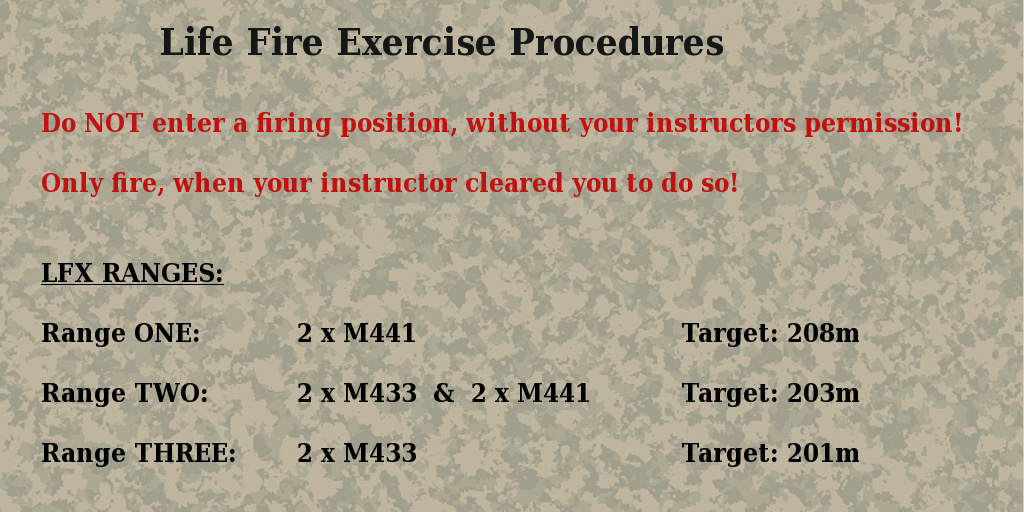 Life Fire Exercise Procedures
Do NOT enter a firing position, without your instructors permission!
Only fire, when your instructor cleared you to do so!
LFX RANGES:
Range ONE: 2 x M441 Target: 208m
Range TWO: 2 x M433 & 2 x M441 Target: 203m
Range THREE: 2 x M433 Target: 201m